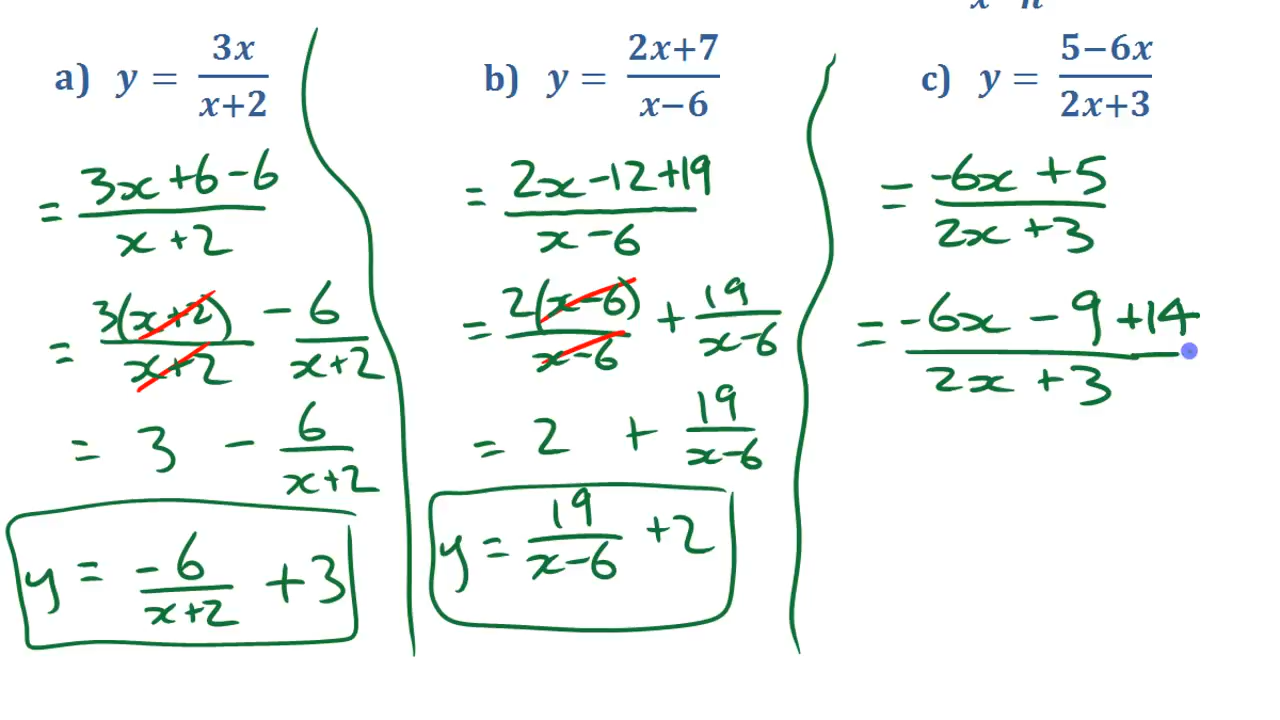 a) y = 3x/(x+2)
= (3x+6-6)/(x+2)
= 3(x+2)/(x+2) - 6/(x+2)
= 3 - 6/(x+2)
y = -6/(x+2) + 3
b) y = (2x+7)/(x-6)
= (2x-12+19)/(x-6)
= 2(x-6)/(x-6) + 19/(x-6)
= 2 + 19/(x-6)
y = 19/(x-6) + 2
c) y = (5-6x)/(2x+3)
= (-6x+5)/(2x+3)
= (-6x-9+14)/(2x+3)